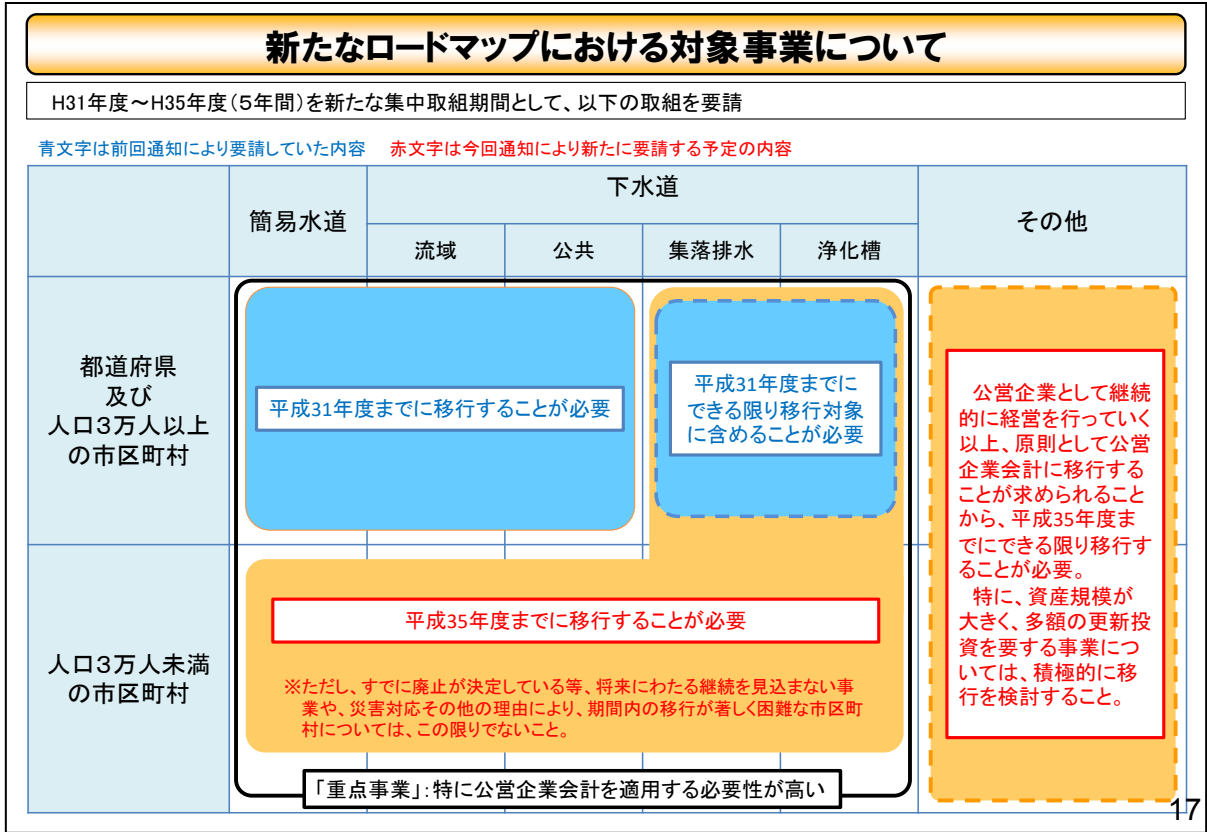 新たなロードマップにおける対象事業について
H31年度～H35年度（５年間）を新たな集中取組期間として、以下の取組を要請
青文字は前回通知により要請していた内容　赤文字は今回通知により新たに要請する予定の内容
簡易水道
下水道
その他
流域
公共
集落排水
浄化槽
都道府県
及び
人口３万人以上
の市区町村
平成31年度までに移行することが必要
平成31年度までに
できる限り移行対象
に含めることが必要
公営企業として継続
的に経営を行っていく
以上、原則として公営
企業会計に移行する
ことが求められること
から、平成35年度ま
でにできる限り移行す
ることが必要。
特に、資産規模が
大きく、多額の更新投
資を要する事業につ
いては、積極的に移
行を検討すること。
人口３万人未満
の市区町村
平成35年度までに移行することが必要
※ただし、すでに廃止が決定している等、将来にわたる継続を見込まない事
業や、災害対応その他の理由により、期間内の移行が著しく困難な市区町
村については、この限りでないこと。
「重点事業」：特に公営企業会計を適用する必要性が高い
17